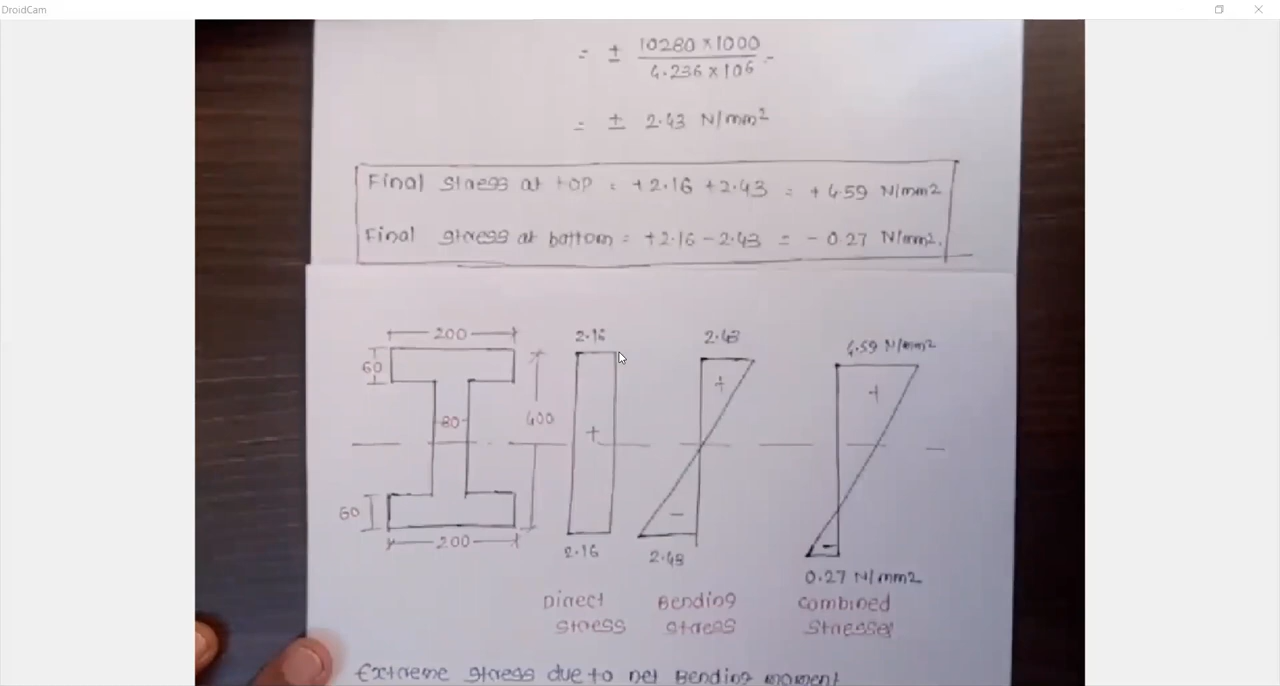 DroidCam
= ± 10280 × 1000
4.236 × 10⁶
= ± 2.43 N/mm²
Final stress at top = +2.16 +2.43 = +4.59 N/mm2
Final stress at bottom = +2.16 - 2.43 = - 0.27 N/mm2.
200
2.16
2.43
4.59 N/mm²
60
+
+
80
400
+
60
-
-
200
2.16
2.43
0.27 N/mm2
Direct
stress
Bending
stress
Combined
stresses
Extreme stress due to net Bending moment